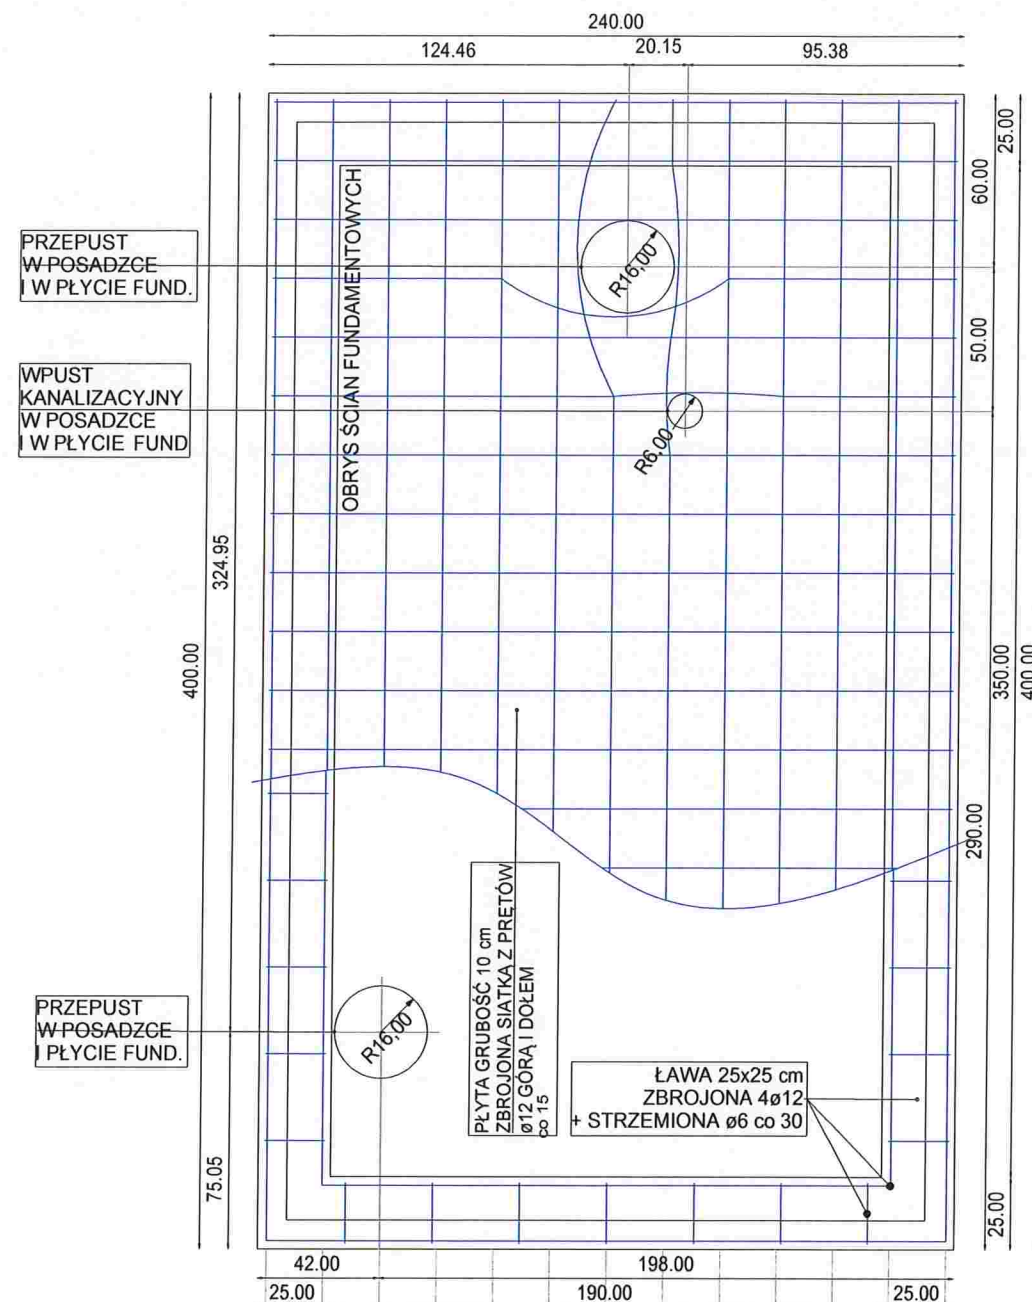 240.00
124.46
20.15
95.38
25.00
60.00
PRZEPUST
W POSADZCE
I W PŁYCIE FUND.
R16,00
OBRYS ŚCIAN FUNDAMENTOWYCH
50.00
WPUST
KANALIZACYJNY
W POSADZCE
I W PŁYCIE FUND
R6,00
324.95
400.00
350.00
400.00
290.00
PŁYTA GRUBOŚĆ 10 cm
ZBROJONA SIATKĄ Z PRĘTÓW
ø12 GÓRĄ I DOŁEM
co 15
PRZEPUST
W POSADZCE
I PŁYCIE FUND.
R16,00
ŁAWA 25x25 cm
ZBROJONA 4ø12
+ STRZEMIONA ø6 co 30
75.05
25.00
42.00
198.00
25.00
190.00
25.00